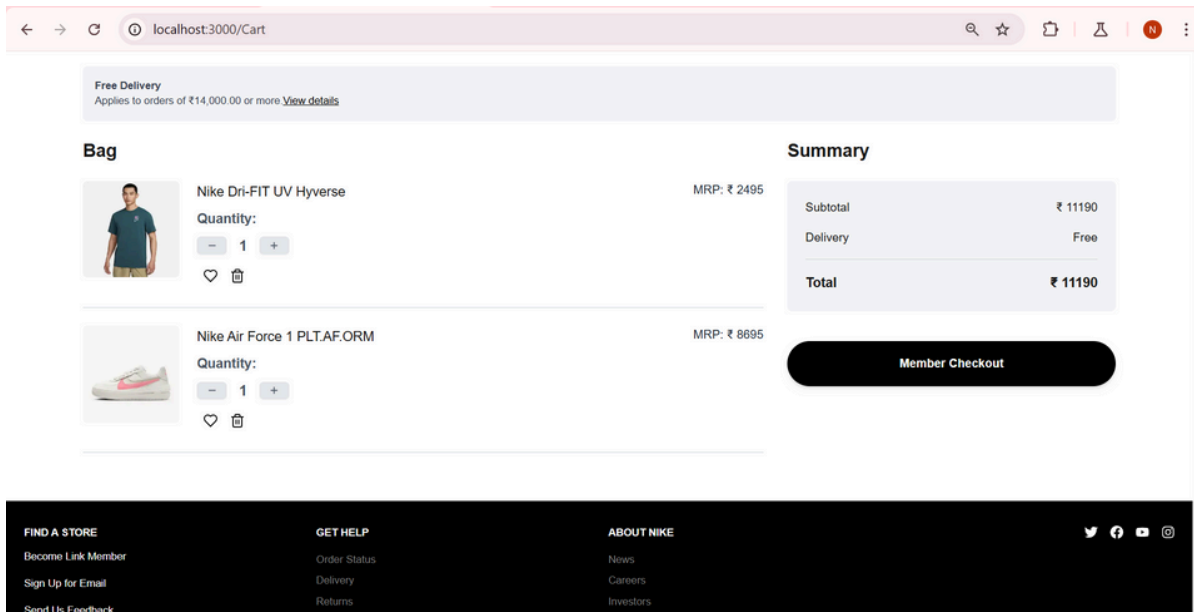 localhost:3000/Cart
N
Free Delivery
Applies to orders of ₹14,000.00 or more.View details
Bag
Summary
Nike Dri-FIT UV Hyverse
MRP: ₹ 2495
Quantity:
− 1 +
Subtotal ₹ 11190
Delivery Free
Total ₹ 11190
Nike Air Force 1 PLT.AF.ORM
MRP: ₹ 8695
Quantity:
− 1 +
Member Checkout
FIND A STORE
Become Link Member
Sign Up for Email
Send Us Feedback
GET HELP
Order Status
Delivery
Returns
ABOUT NIKE
News
Careers
Investors